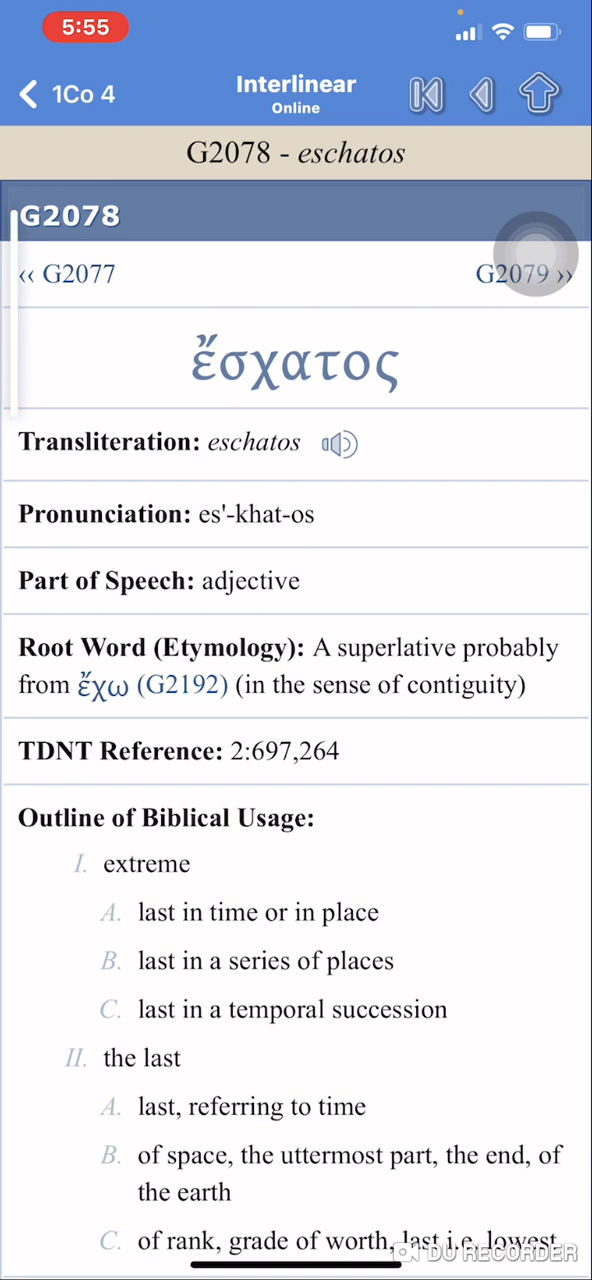 5:55
1Co 4
Interlinear
Online
G2078 - eschatos
G2078
‹‹ G2077
G2079 ››
ἔσχατος
Transliteration: eschatos
Pronunciation: es'-khat-os
Part of Speech: adjective
Root Word (Etymology): A superlative probably
from ἔχω (G2192) (in the sense of contiguity)
TDNT Reference: 2:697,264
Outline of Biblical Usage:
I. extreme
A. last in time or in place
B. last in a series of places
C. last in a temporal succession
II. the last
A. last, referring to time
B. of space, the uttermost part, the end, of
the earth
C. of rank, grade of worth, last i.e. lowest
DU RECORDER